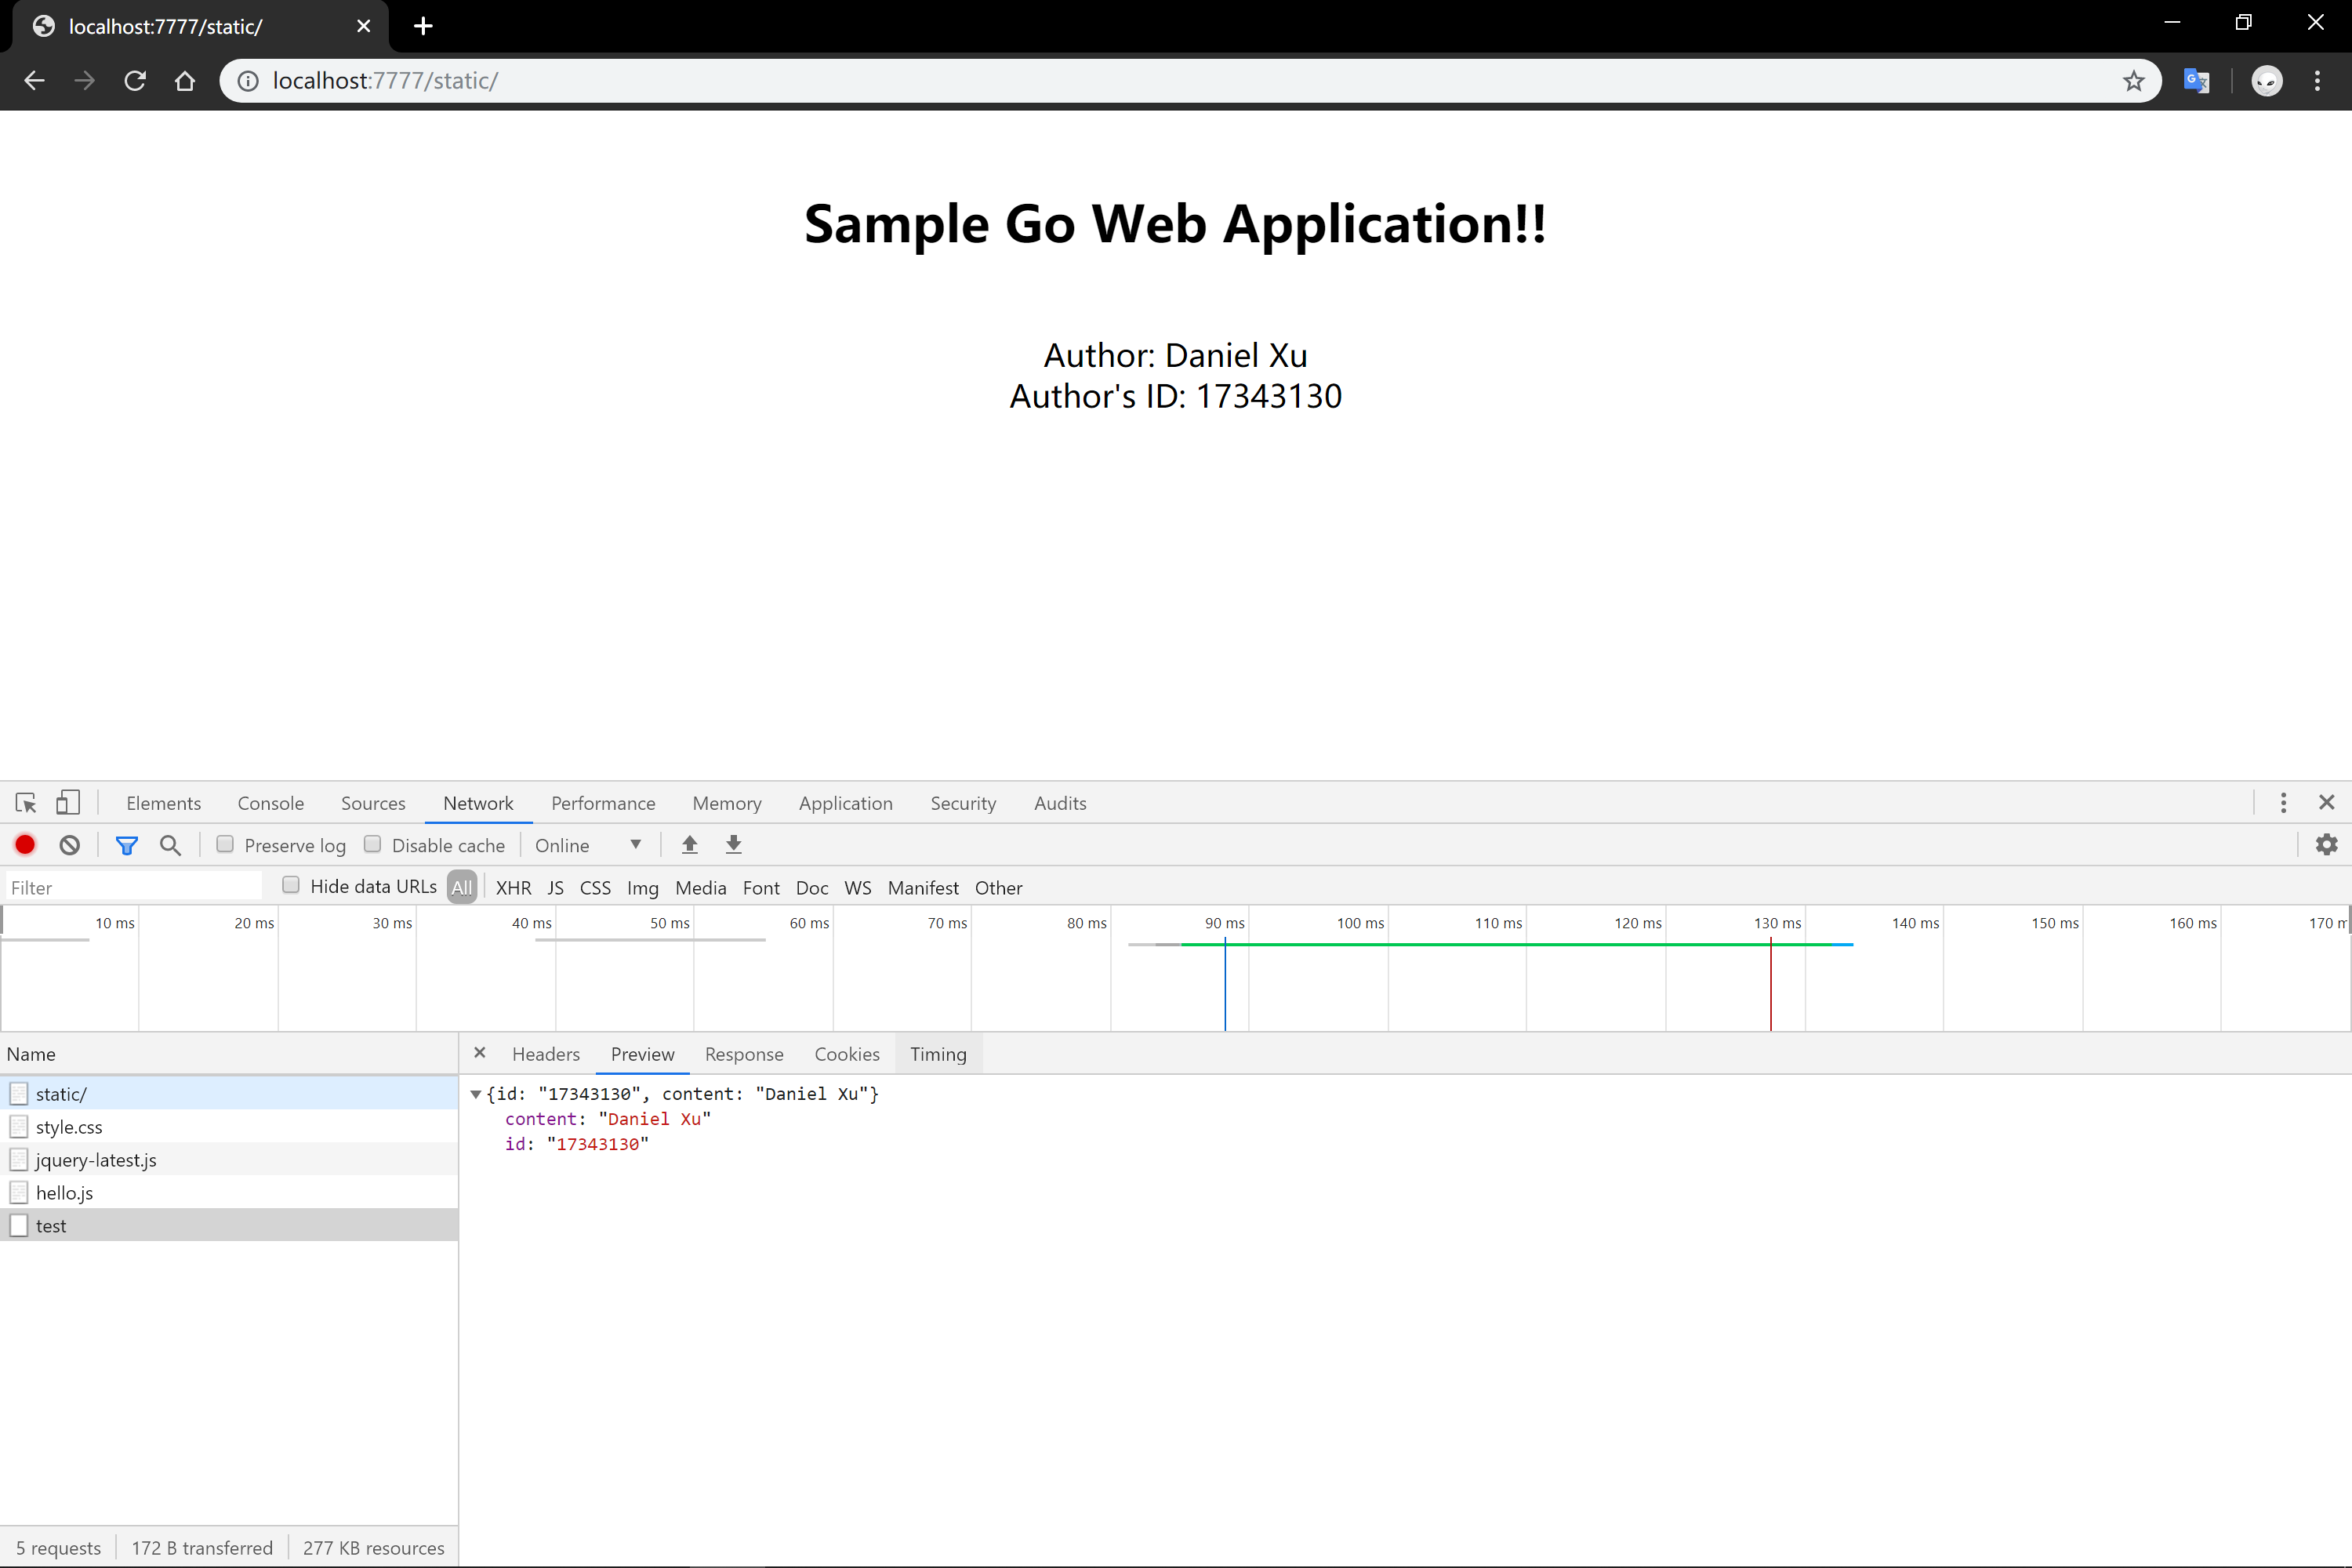 localhost:7777/static/
localhost:7777/static/
Sample Go Web Application!!
Author: Daniel Xu
Author's ID: 17343130
Elements Console Sources Network Performance Memory Application Security Audits
Preserve log Disable cache Online
Filter Hide data URLs All XHR JS CSS Img Media Font Doc WS Manifest Other
10 ms 20 ms 30 ms 40 ms 50 ms 60 ms 70 ms 80 ms 90 ms 100 ms 110 ms 120 ms 130 ms 140 ms 150 ms 160 ms 170 m
Name Headers Preview Response Cookies Timing
static/ {id: "17343130", content: "Daniel Xu"}
content: "Daniel Xu"
style.css
id: "17343130"
jquery-latest.js
hello.js
test
5 requests 172 B transferred 277 KB resources